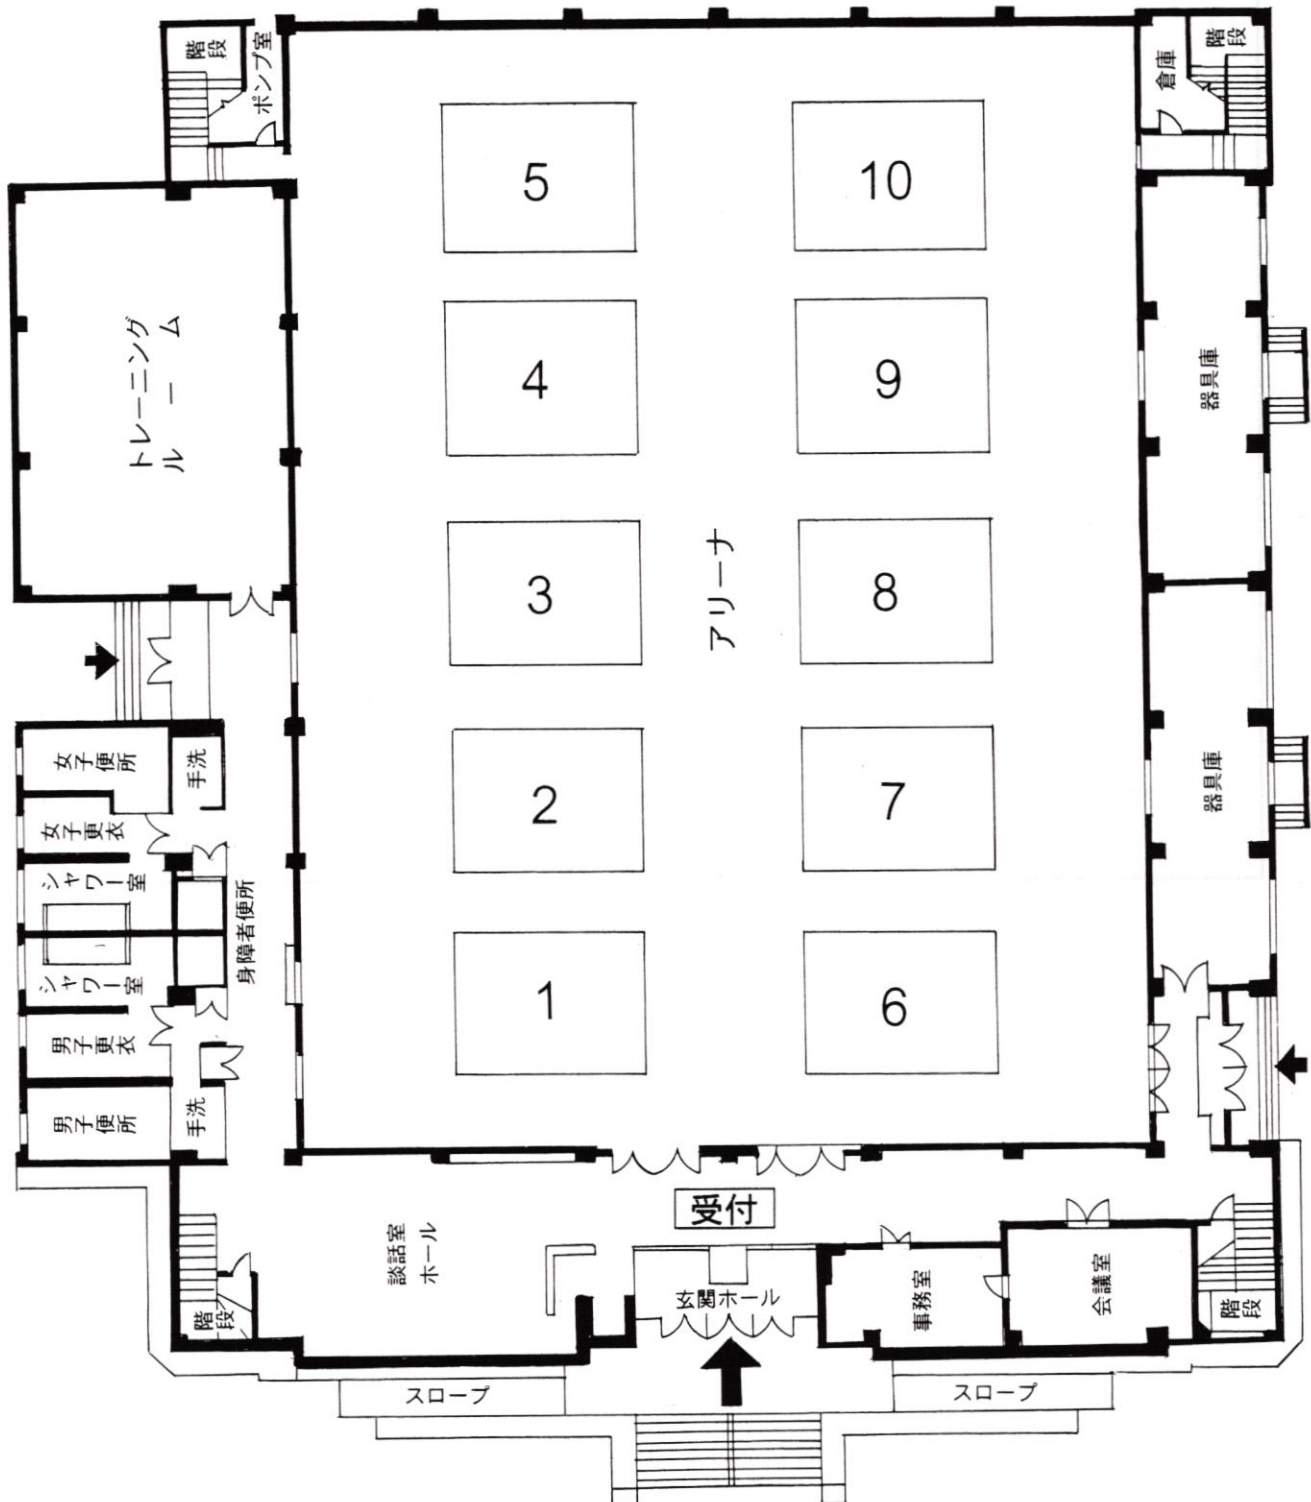 階段
ポンプ室
倉庫
階段
5
10
トレーニング
ルーム
4
9
器具庫
3
アリーナ
8
女子便所
手洗
女子更衣
2
7
器具庫
シャワー室
身障者便所
シャワー室
男子更衣
1
6
男子便所
手洗
受付
談話室
ホール
玄関ホール
事務室
会議室
階段
階段
スロープ
スロープ